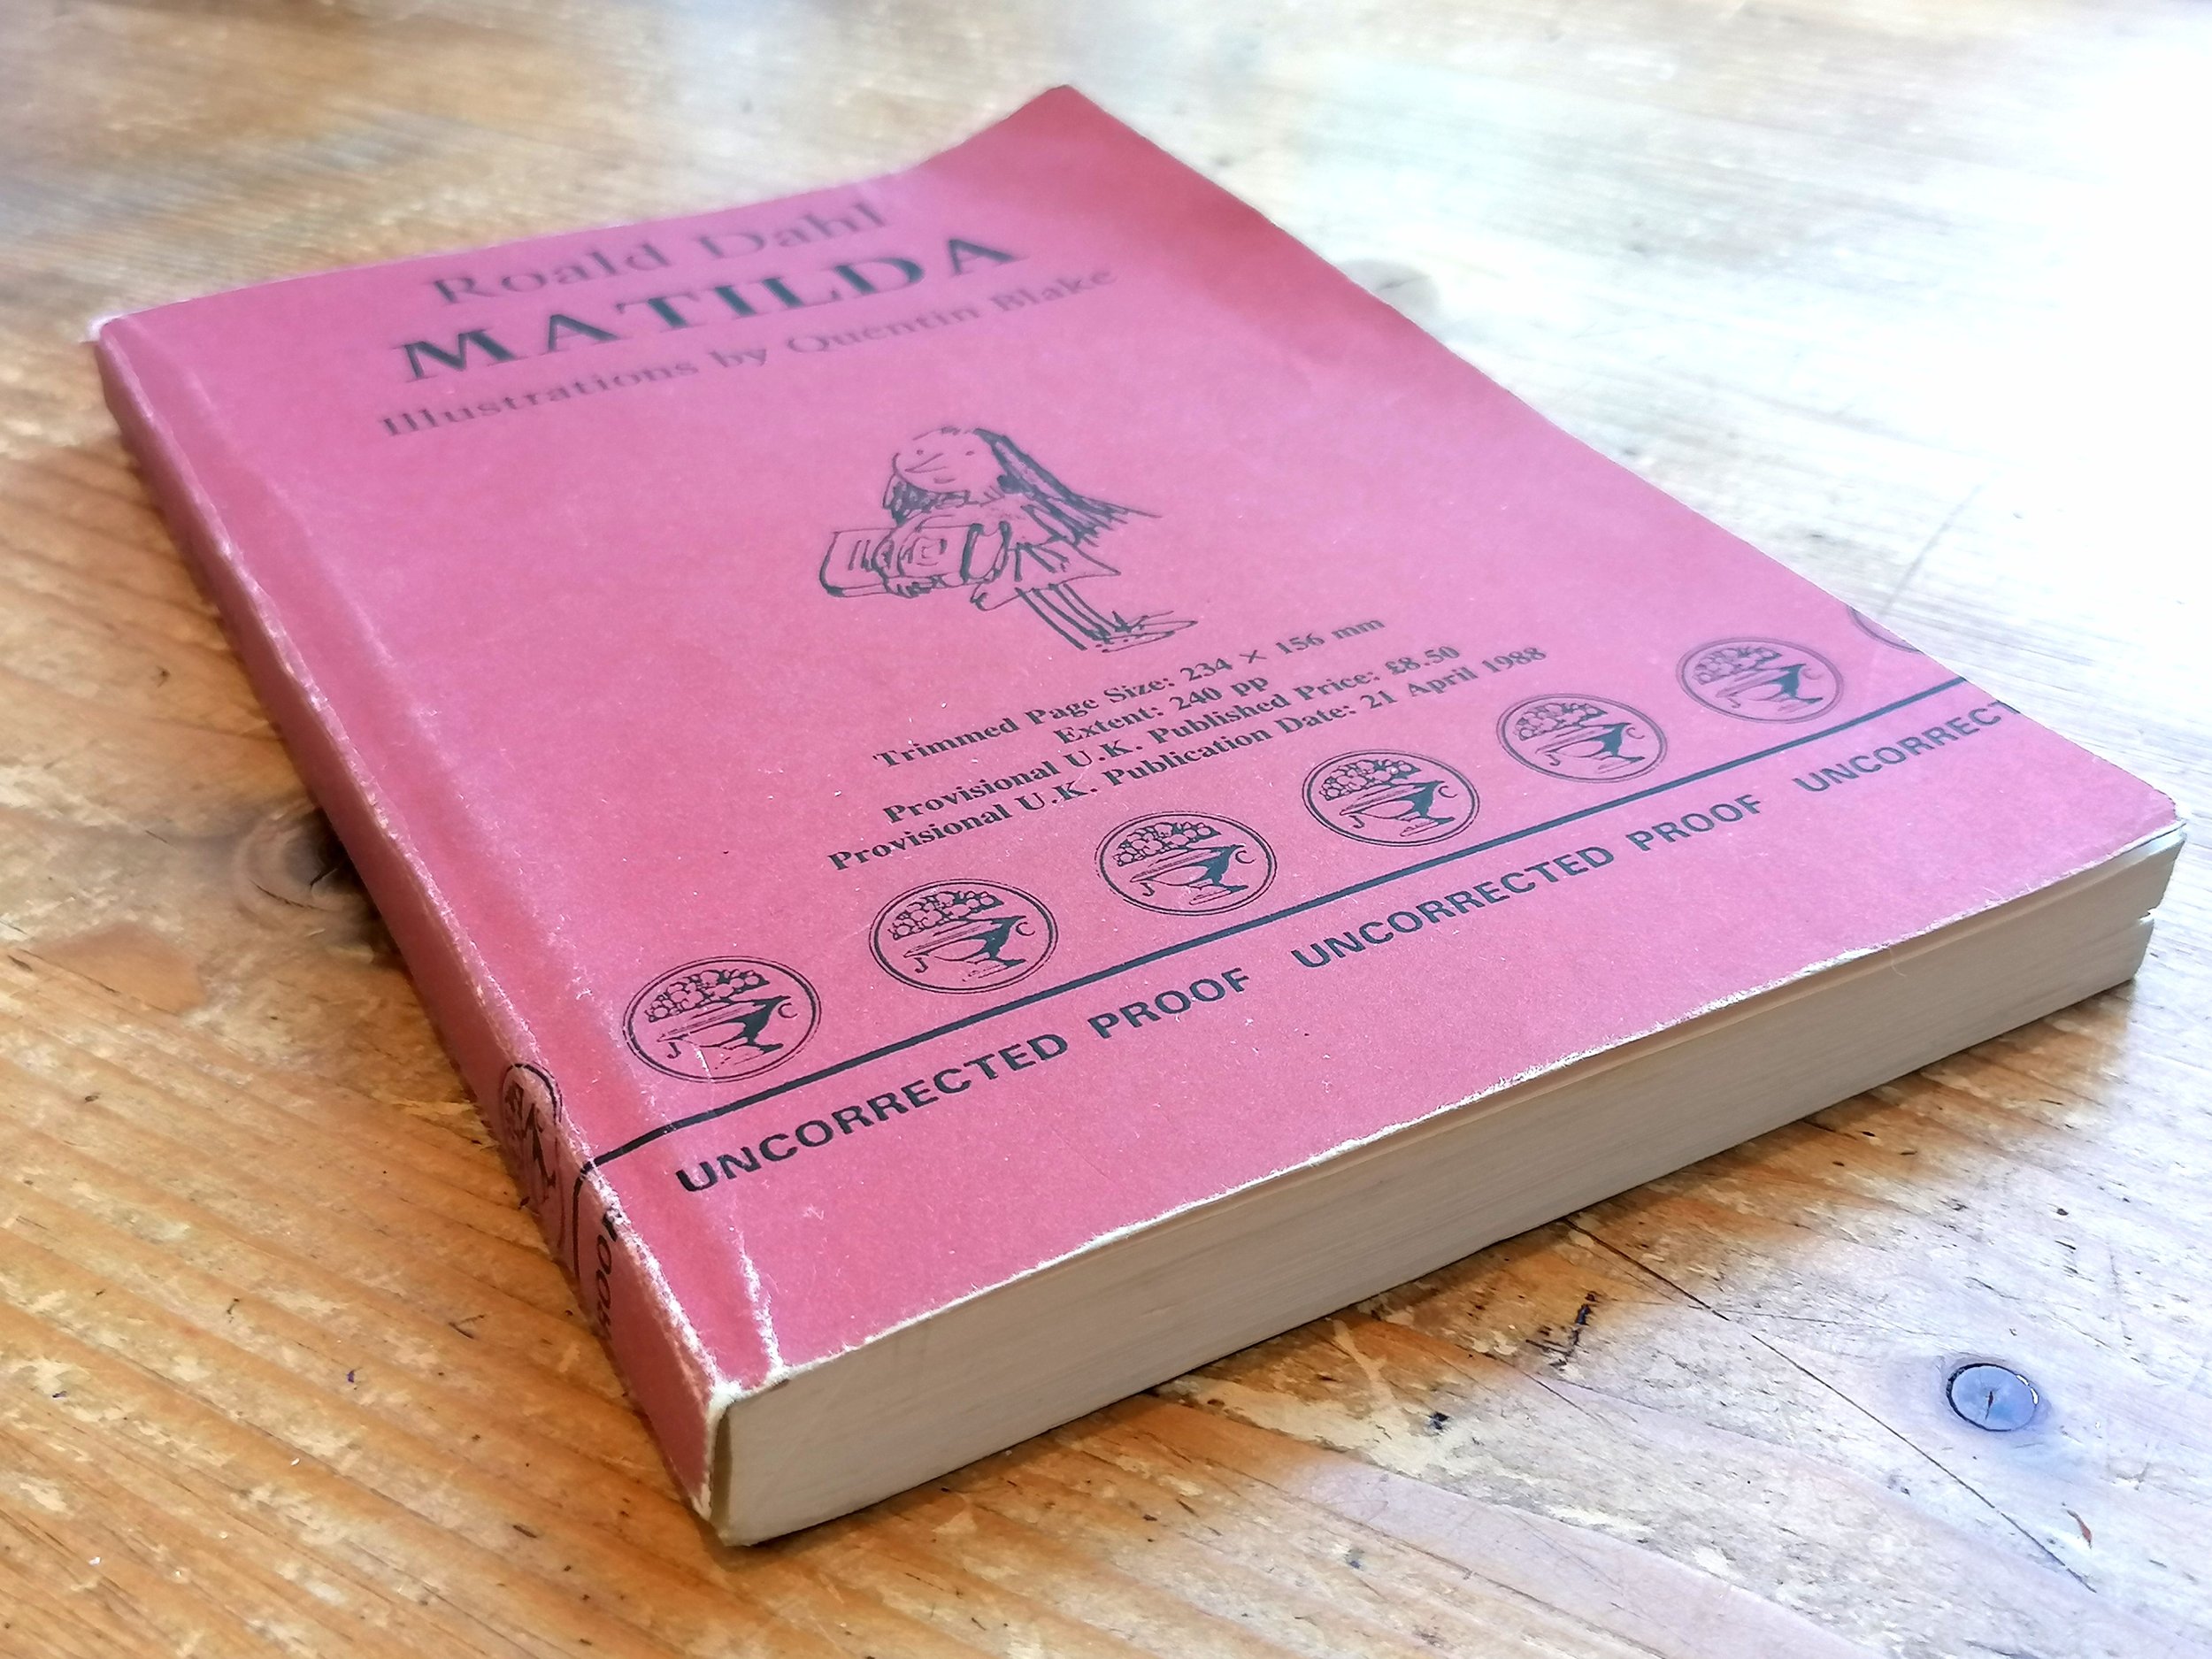 Roald Dahl
MATILDA
Illustrations by Quentin Blake
Trimmed Page Size: 234 × 156 mm
Extent: 240 pp
Provisional U.K. Published Price: £8.50
Provisional U.K. Publication Date: 21 April 1988
J C
J C
J C
J C
J C
J C
UNCORRECTED PROOF UNCORRECTED PROOF UNCORRECT